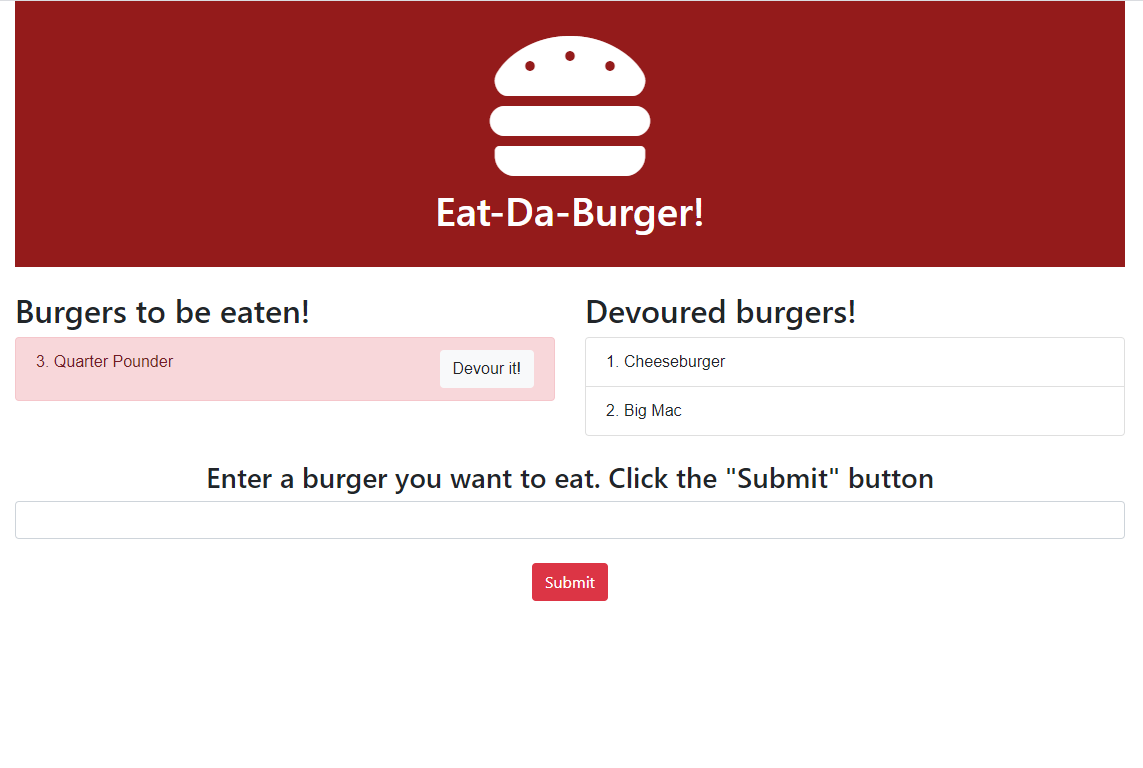 Eat-Da-Burger!
Burgers to be eaten!
3. Quarter Pounder
Devour it!
Devoured burgers!
1. Cheeseburger
2. Big Mac
Enter a burger you want to eat. Click the "Submit" button
Submit